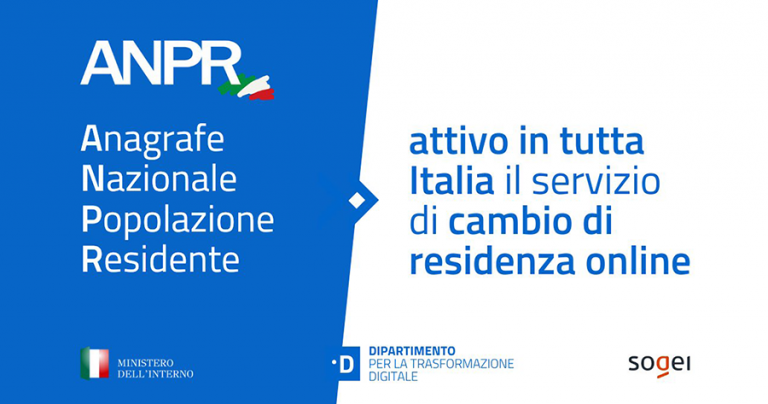 ANPR
Anagrafe
Nazionale
Popolazione
Residente
attivo in tutta
Italia il servizio
di cambio di
residenza online
MINISTERO
DELL'INTERNO
·D
DIPARTIMENTO
PER LA TRASFORMAZIONE
DIGITALE
sogei